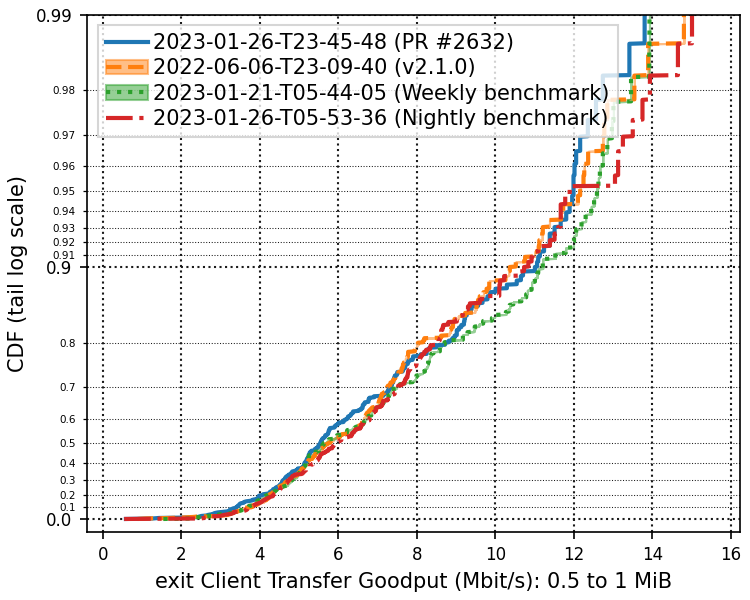 0.99
2023-01-26-T23-45-48 (PR #2632)
2022-06-06-T23-09-40 (v2.1.0)
2023-01-21-T05-44-05 (Weekly benchmark)
2023-01-26-T05-53-36 (Nightly benchmark)
0.98
0.97
0.96
0.95
0.94
0.93
0.92
0.91
0.9
0.8
0.7
0.6
0.5
0.4
0.3
0.2
0.1
0.0
CDF (tail log scale)
0 2 4 6 8 10 12 14 16
exit Client Transfer Goodput (Mbit/s): 0.5 to 1 MiB